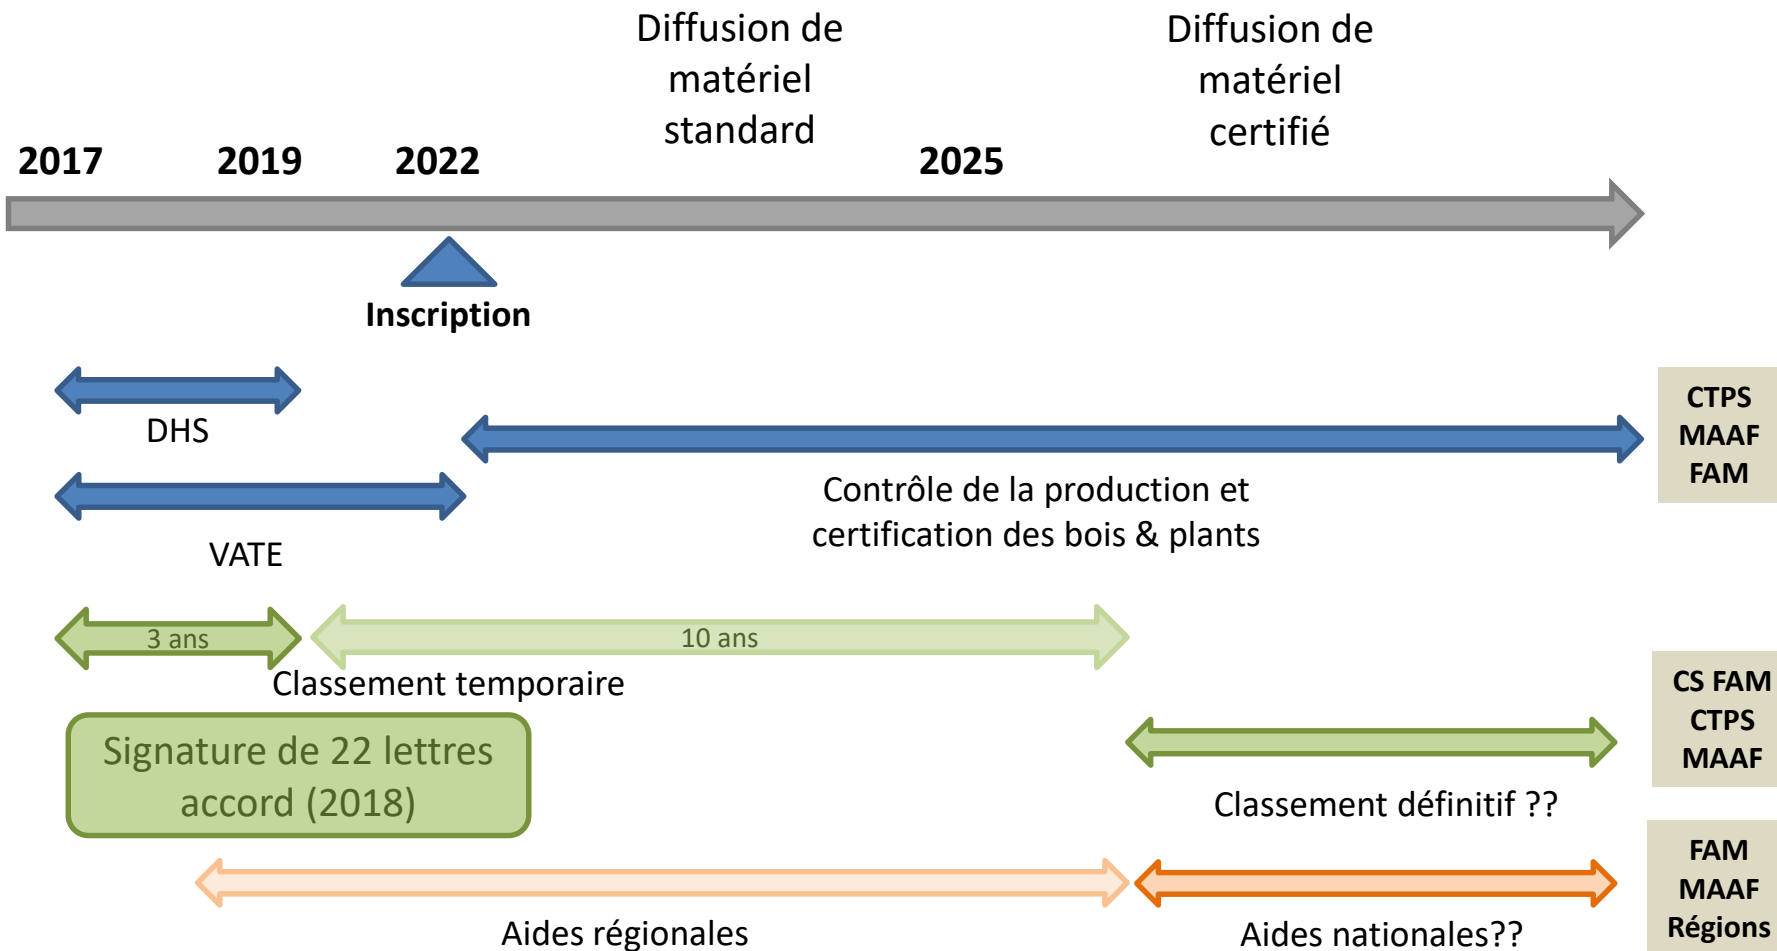 Diffusion de
matériel
standard
Diffusion de
matériel
certifié
2017
2019
2022
2025
Inscription
DHS
VATE
Contrôle de la production et
certification des bois & plants
CTPS
MAAF
FAM
3 ans
10 ans
Classement temporaire
Signature de 22 lettres
accord (2018)
Classement définitif ??
CS FAM
CTPS
MAAF
Aides régionales
Aides nationales??
FAM
MAAF
Régions